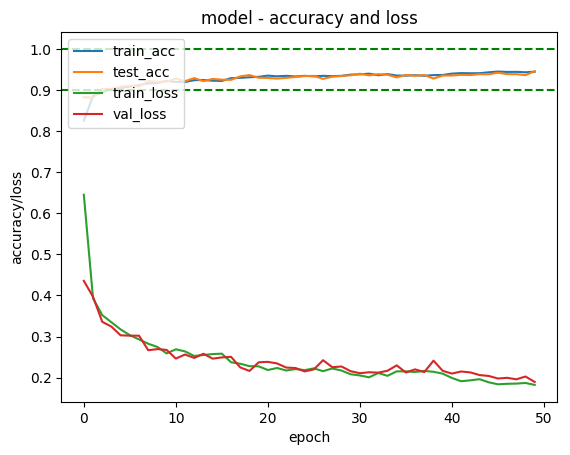 model - accuracy and loss
1.0
0.9
0.8
0.7
0.6
0.5
0.4
0.3
0.2
accuracy/loss
train_acc
test_acc
train_loss
val_loss
0 10 20 30 40 50
epoch